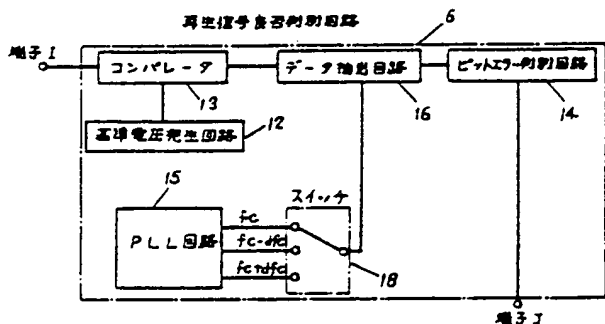 再生信号良否判別回路
6
端子 I
コンパレータ
データ抽出回路
ビットエラー判別回路
13
16
14
基準電圧発生回路
12
15
スイッチ
PLL回路
fc
fc-dfc
fc+dfc
18
端子 J